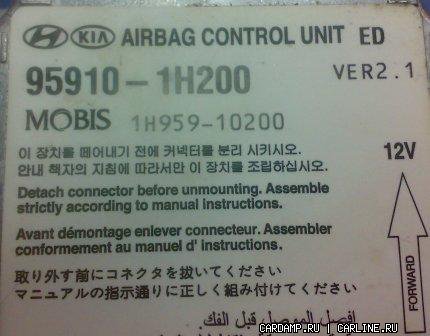 HYUNDAI KIA AIRBAG CONTROL UNIT ED
95910-1H200 VER2.1
MOBIS 1H959-10200
이 장치를 떼어내기 전에 커넥터를 분리 시키시오.
안내 책자의 지침에 따라서만 이 장치를 조립하십시오.
12V
Detach connector before unmounting. Assemble
strictly according to manual instructions.
Avant démontage enlever connecteur. Assembler
conformement au manuel d' instructions.
FORWARD
取り外す前にコネクタを抜いてください
マニュアルの指示通りに正しく組み付けてください
افصل الموصل قبل الفك.
CARDAMP.RU | CARLINE.RU